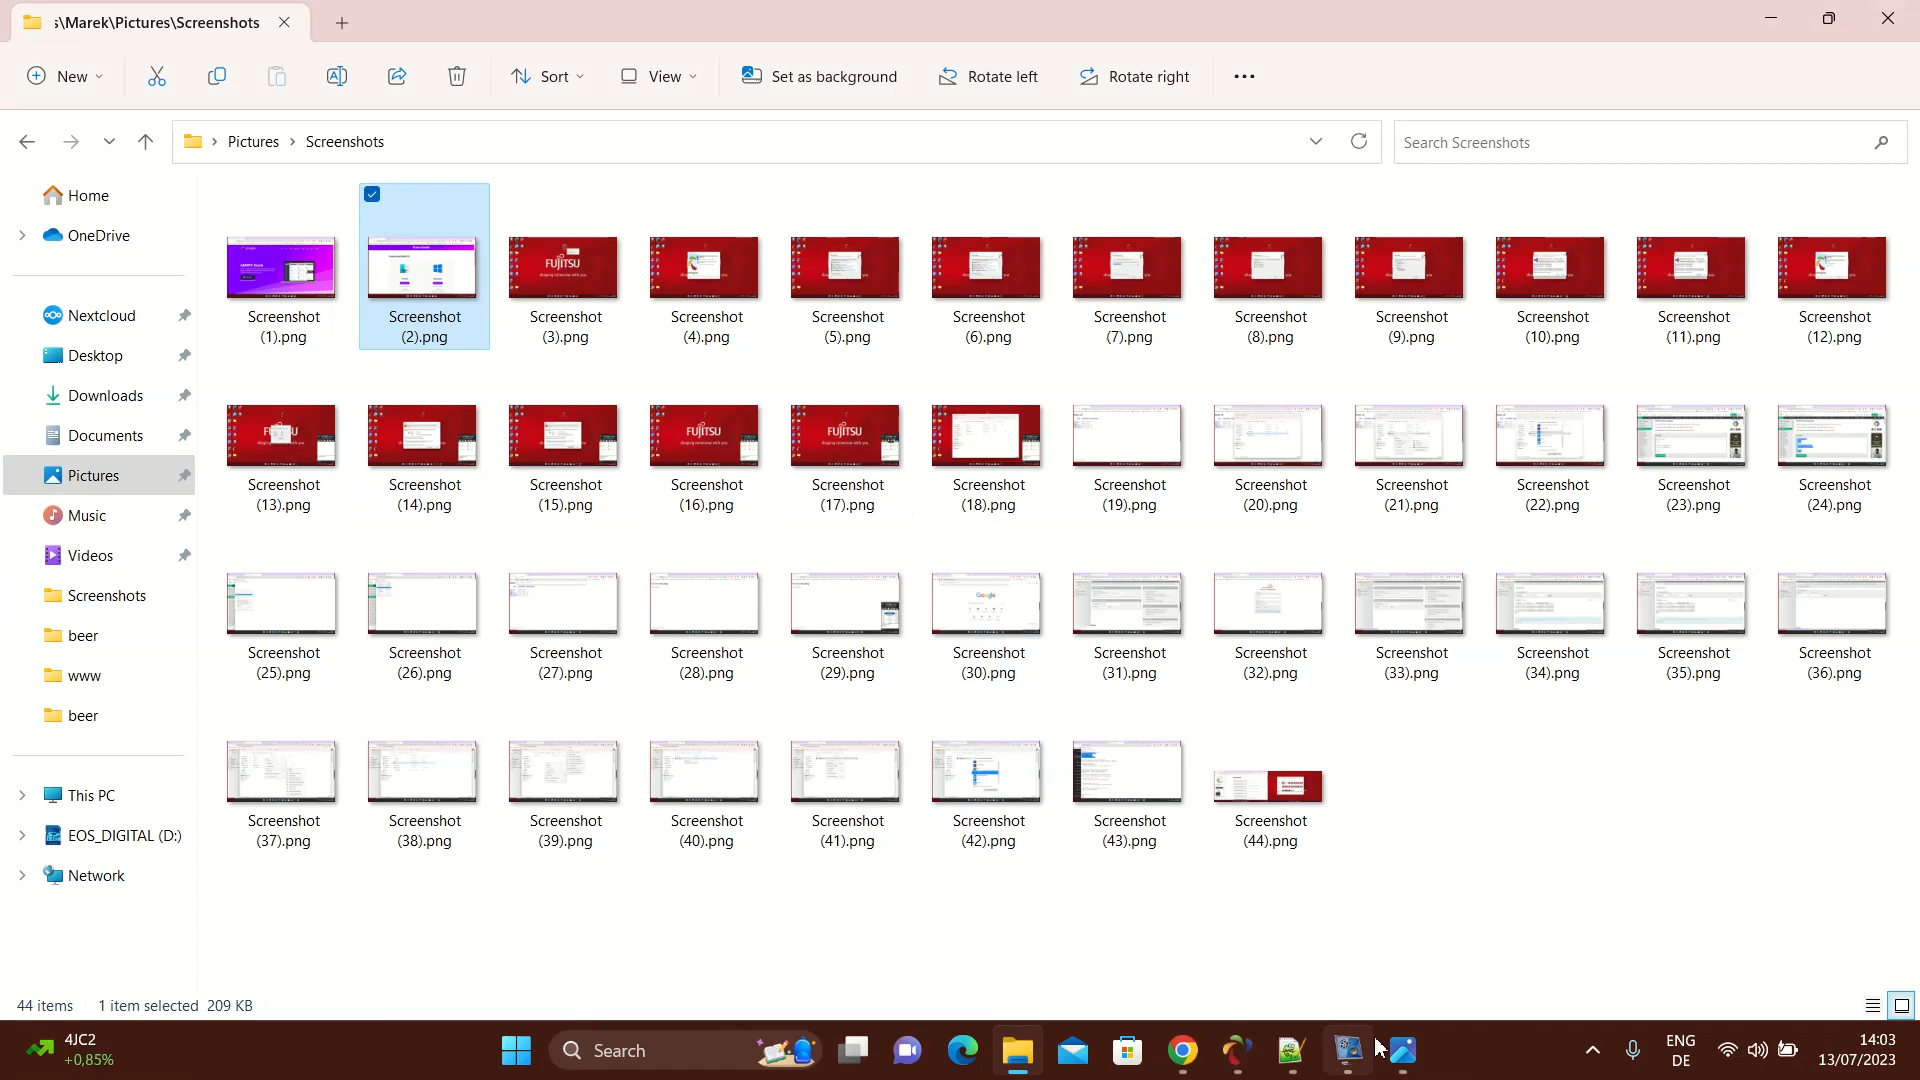 s\Marek\Pictures\Screenshots
New
Sort
View
Set as background
Rotate left
Rotate right
Pictures
Screenshots
Search Screenshots
Home
OneDrive
Nextcloud
Desktop
Downloads
Documents
Pictures
Music
Videos
Screenshots
beer
www
beer
This PC
EOS_DIGITAL (D:)
Network
Screenshot
(1).png
Screenshot
(2).png
FUJITSU
Screenshot
(3).png
Screenshot
(4).png
Screenshot
(5).png
Screenshot
(6).png
Screenshot
(7).png
Screenshot
(8).png
Screenshot
(9).png
Screenshot
(10).png
Screenshot
(11).png
Screenshot
(12).png
Screenshot
(13).png
Screenshot
(14).png
Screenshot
(15).png
FUJITSU
Screenshot
(16).png
FUJITSU
Screenshot
(17).png
Screenshot
(18).png
Screenshot
(19).png
Screenshot
(20).png
Screenshot
(21).png
Screenshot
(22).png
Screenshot
(23).png
Screenshot
(24).png
Screenshot
(25).png
Screenshot
(26).png
Screenshot
(27).png
Screenshot
(28).png
Screenshot
(29).png
Google
Screenshot
(30).png
Screenshot
(31).png
Screenshot
(32).png
Screenshot
(33).png
Screenshot
(34).png
Screenshot
(35).png
Screenshot
(36).png
Screenshot
(37).png
Screenshot
(38).png
Screenshot
(39).png
Screenshot
(40).png
Screenshot
(41).png
Screenshot
(42).png
Screenshot
(43).png
Screenshot
(44).png
44 items
1 item selected 209 KB
4JC2
+0,85%
Search
ENG
DE
14:03
13/07/2023